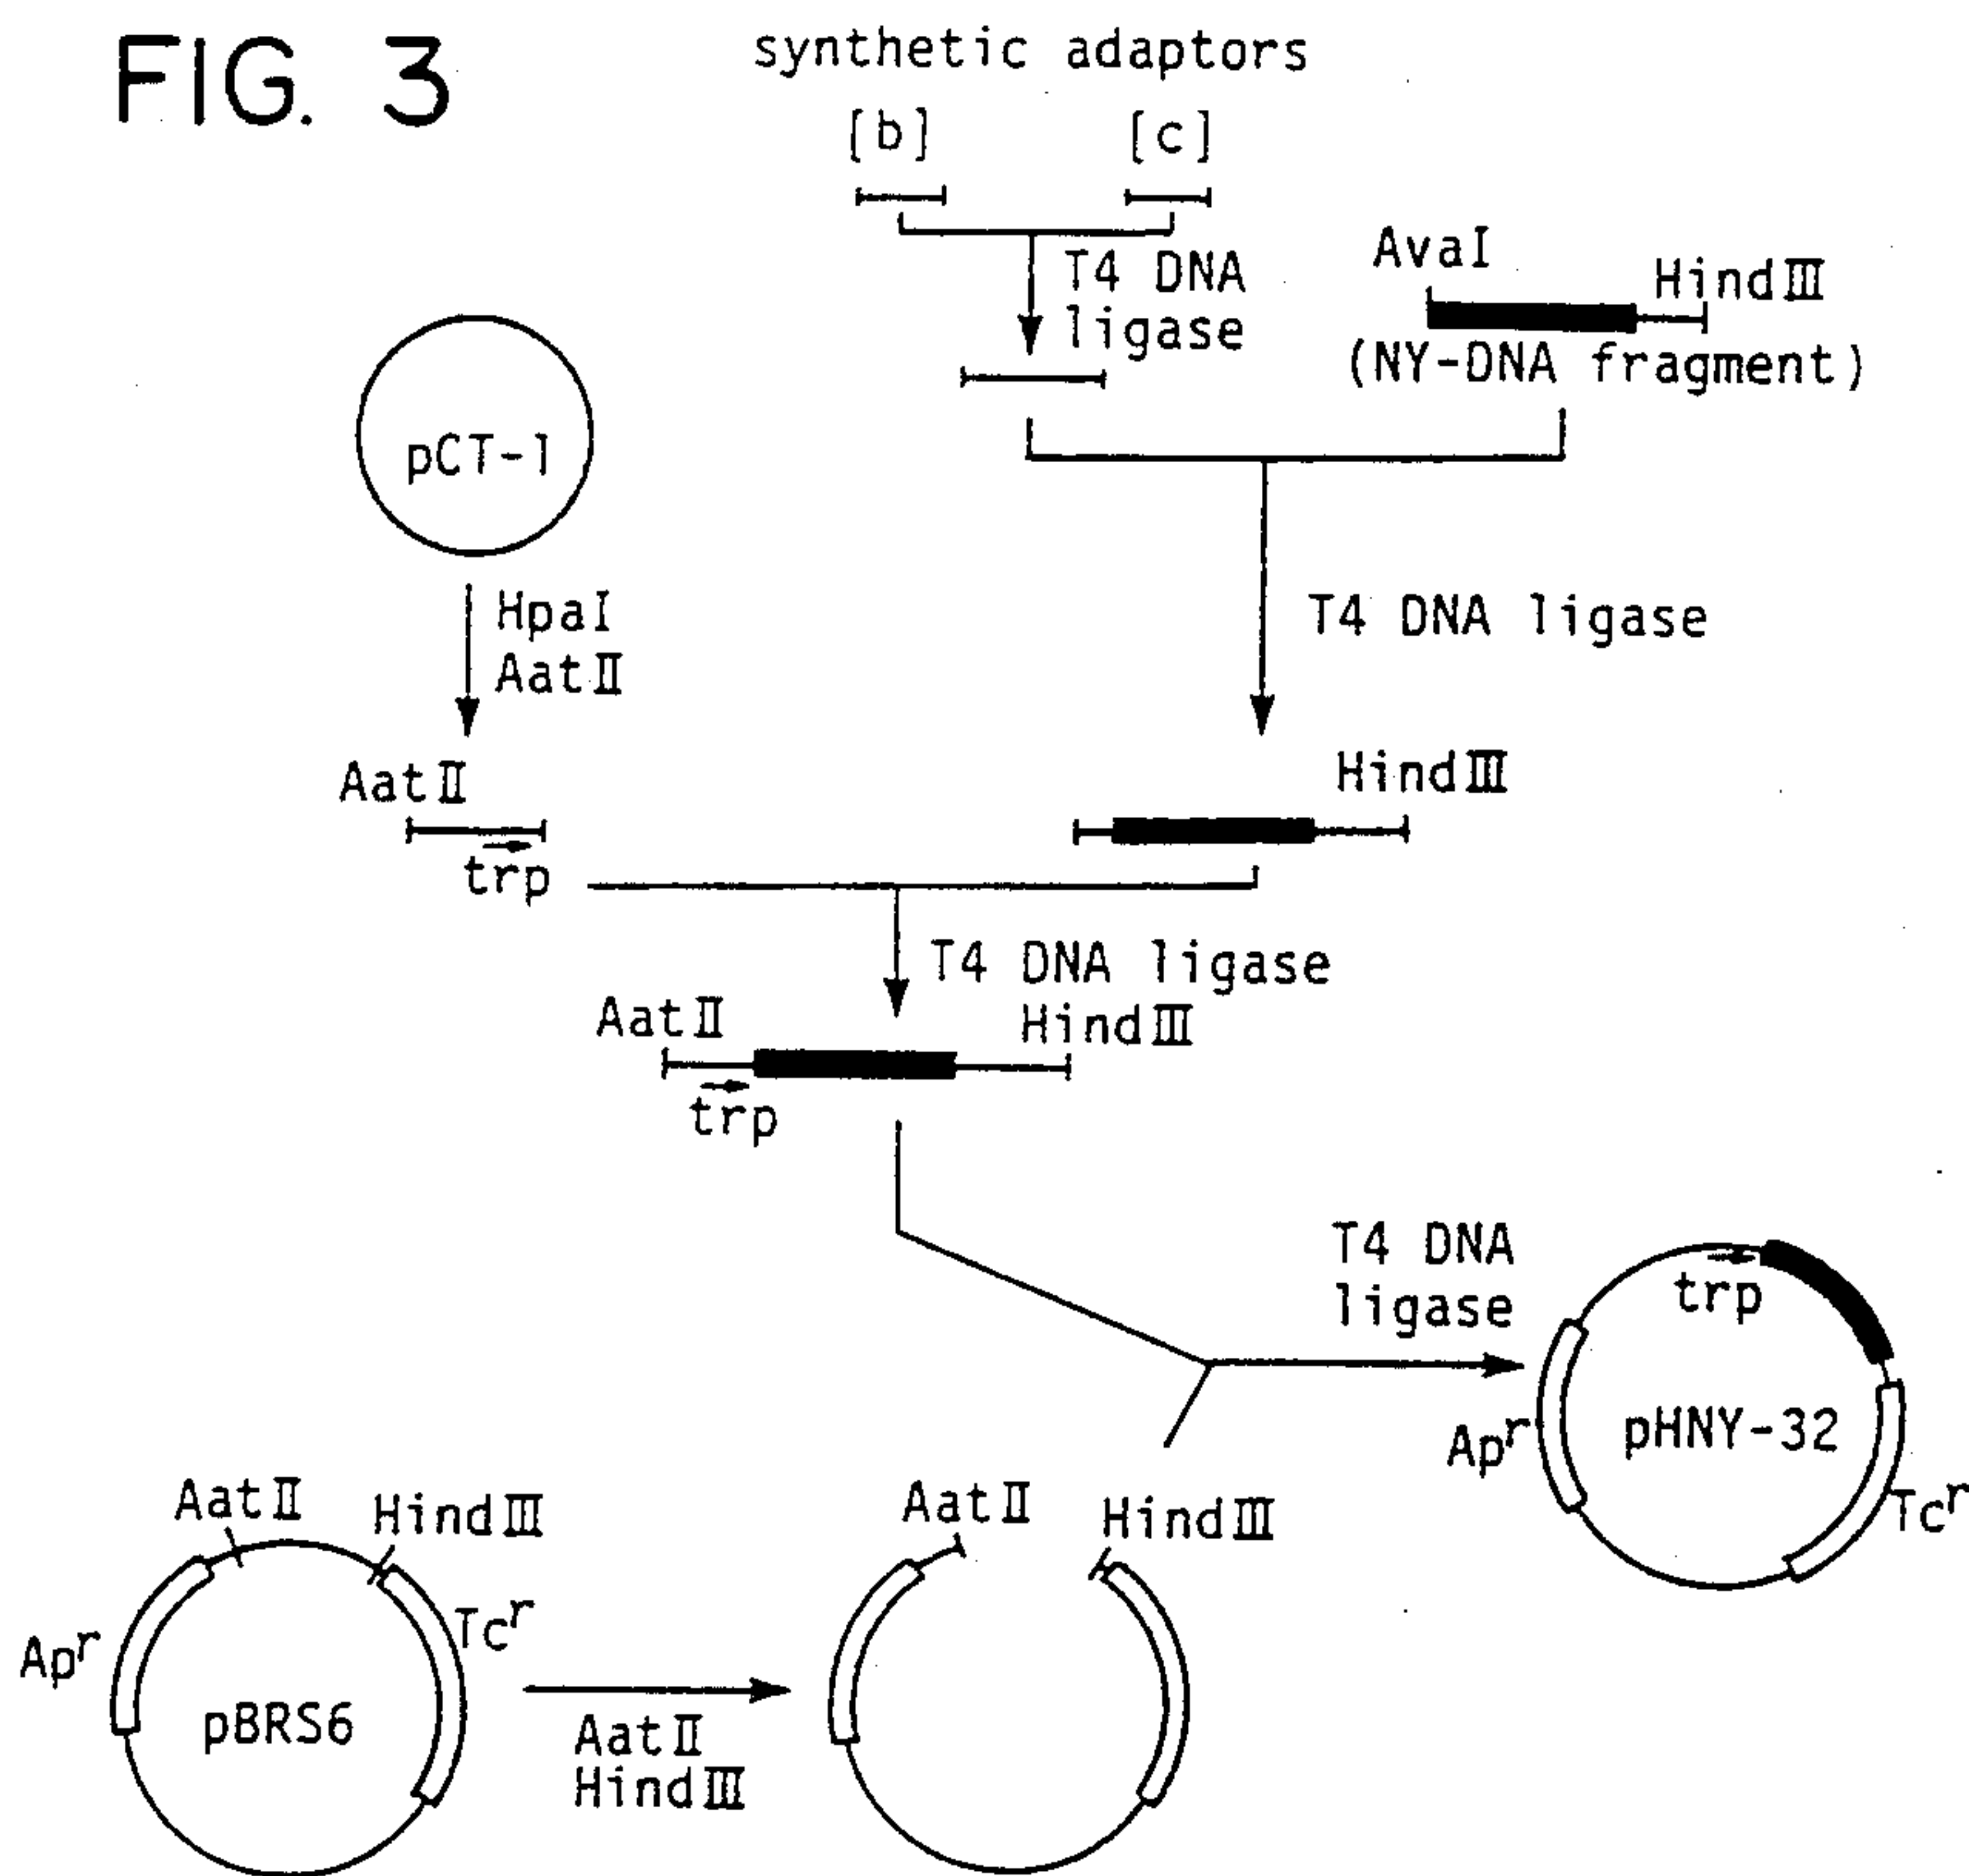 FIG. 3
synthetic adaptors
[b]
[c]
T4 DNA
ligase
AvaI
HindⅢ
(NY-DNA fragment)
pCT-1
HpaI
AatⅡ
T4 DNA ligase
AatⅡ
trp
HindⅢ
T4 DNA ligase
AatⅡ
HindⅢ
trp
T4 DNA
ligase
trp
Apʳ
pHNY-32
Tcʳ
AatⅡ
HindⅢ
Apʳ
Tcʳ
pBRS6
AatⅡ
HindⅢ
AatⅡ
HindⅢ